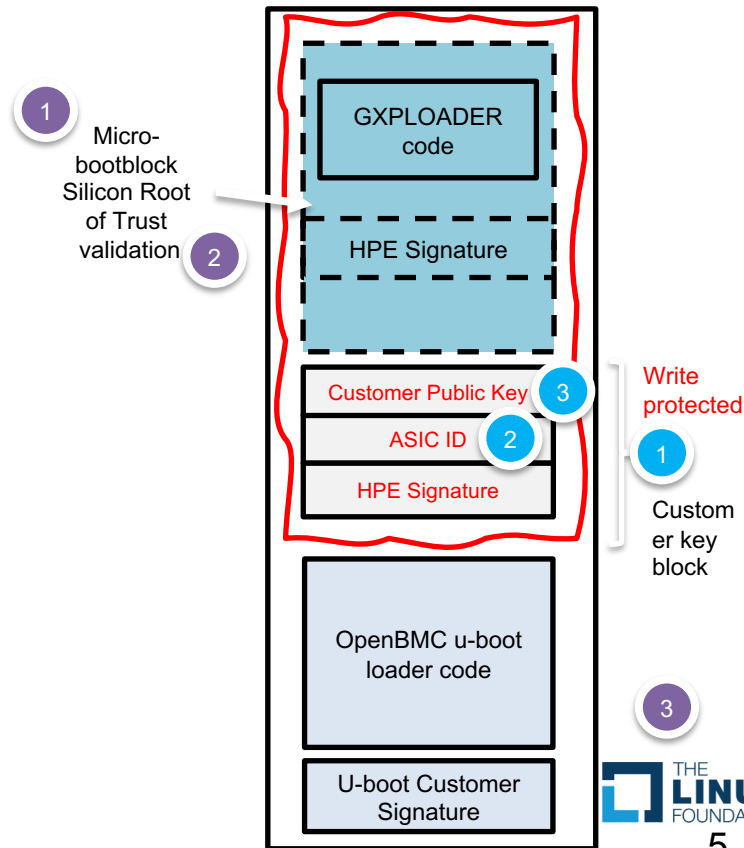 1
Micro-
bootblock
Silicon Root
of Trust
validation
2
GXPLOADER
code
HPE Signature
Customer Public Key
3
ASIC ID
2
HPE Signature
Write
protected
1
Custom
er key
block
OpenBMC u-boot
loader code
3
U-boot Customer
Signature
THE
LINU
FOUNDA
5